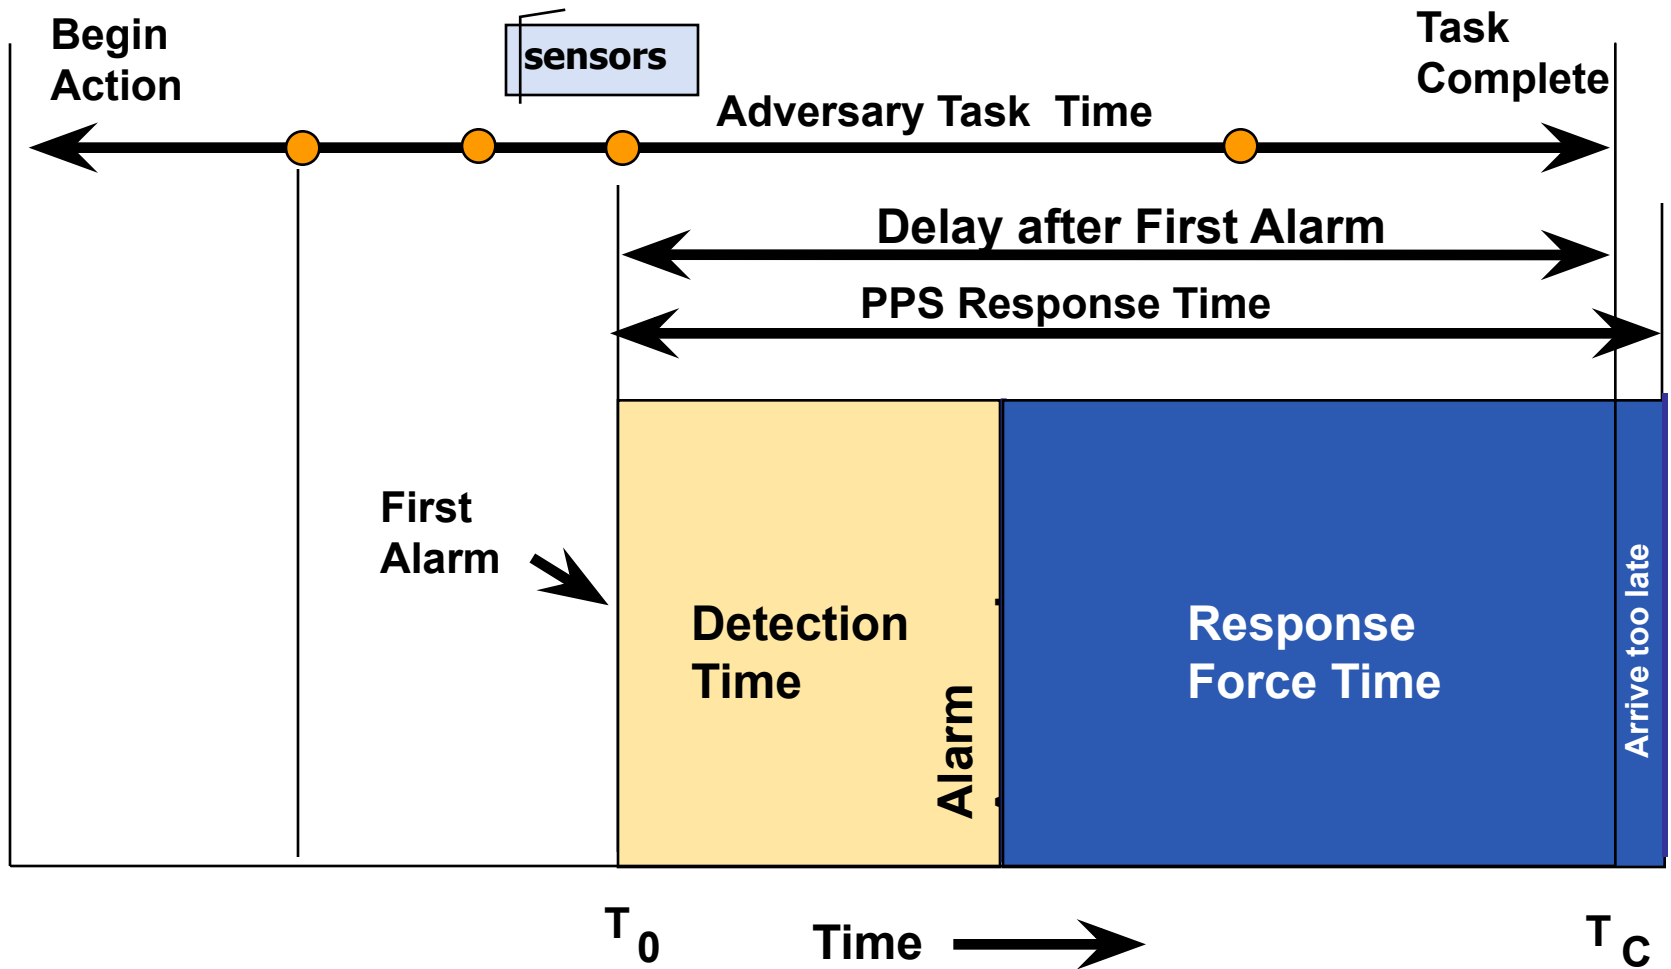 Begin
Action
sensors
Task
Complete
Adversary Task Time
Delay after First Alarm
PPS Response Time
First
Alarm
Detection
Time
Alarm
Response
Force Time
Arrive too late
T0
Time
TC